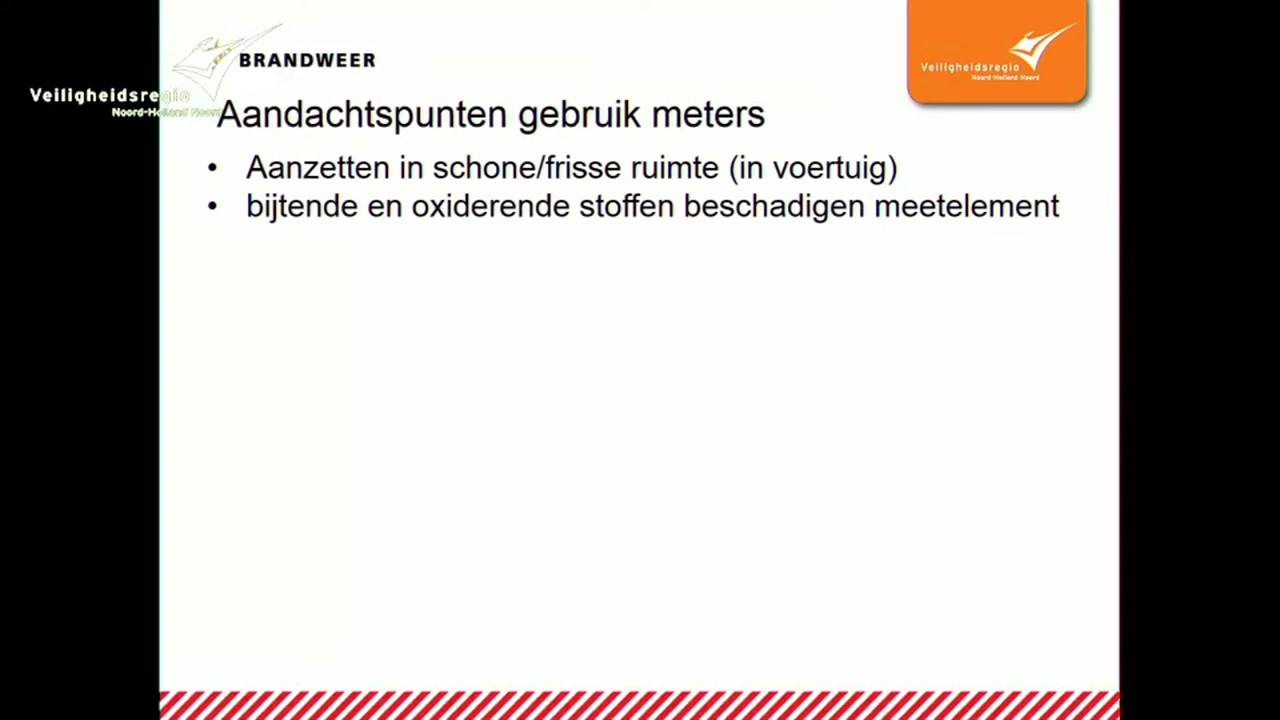 BRANDWEER
Veiligheidsregio
Noord-Holland Noord
Veiligheidsregio
Noord-Holland Noord
Aandachtspunten gebruik meters
• Aanzetten in schone/frisse ruimte (in voertuig)
• bijtende en oxiderende stoffen beschadigen meetelement